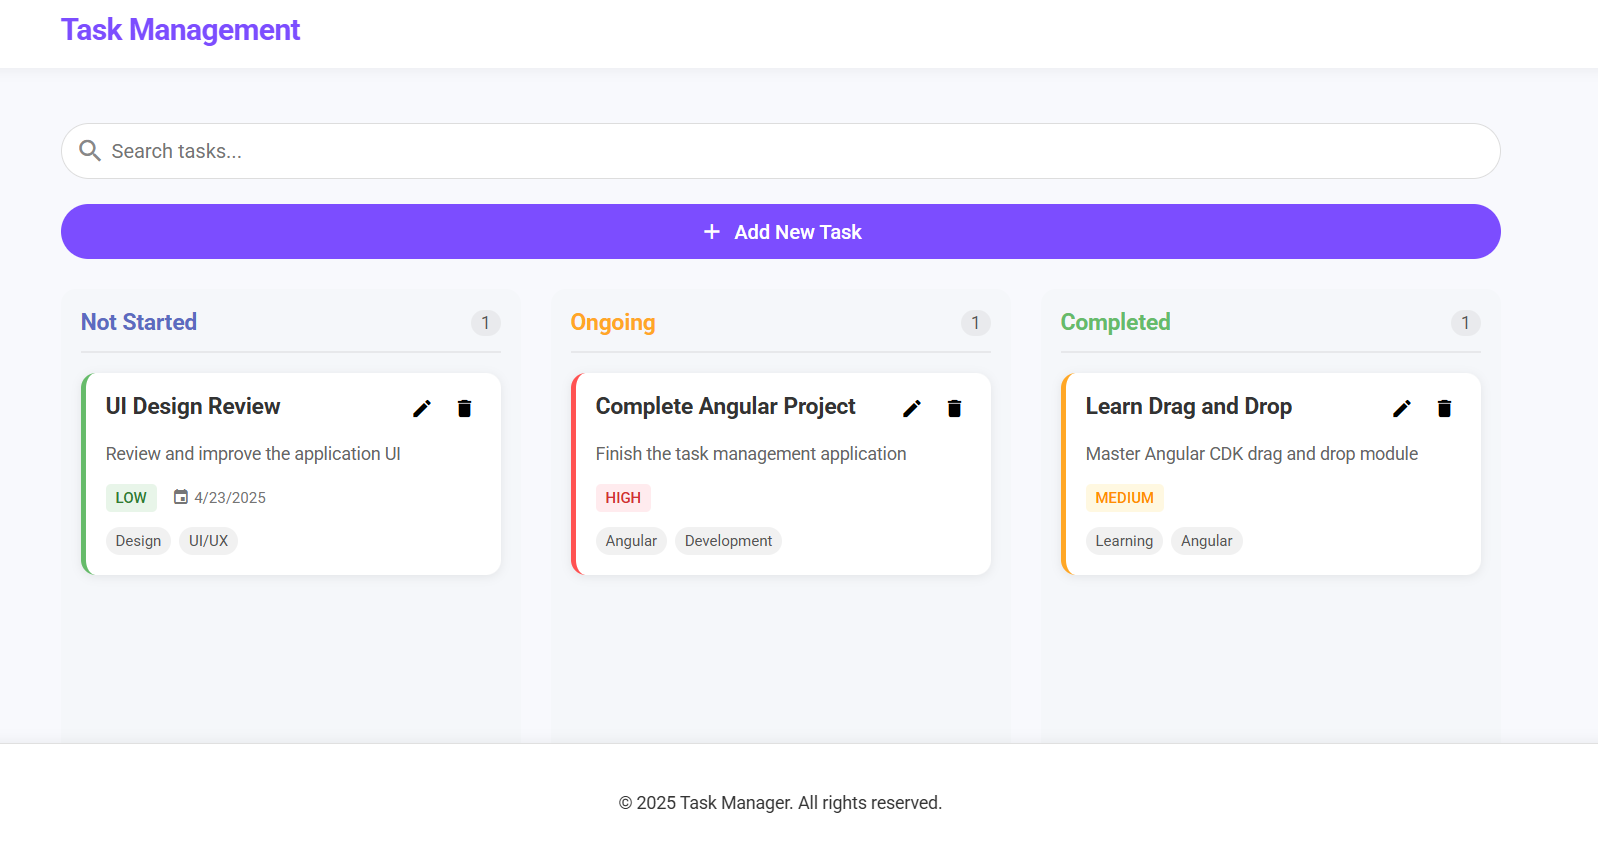 Task Management
Search tasks...
Add New Task
Not Started
1
UI Design Review
Review and improve the application UI
LOW
4/23/2025
Design
UI/UX
Ongoing
1
Complete Angular Project
Finish the task management application
HIGH
Angular
Development
Completed
1
Learn Drag and Drop
Master Angular CDK drag and drop module
MEDIUM
Learning
Angular
© 2025 Task Manager. All rights reserved.